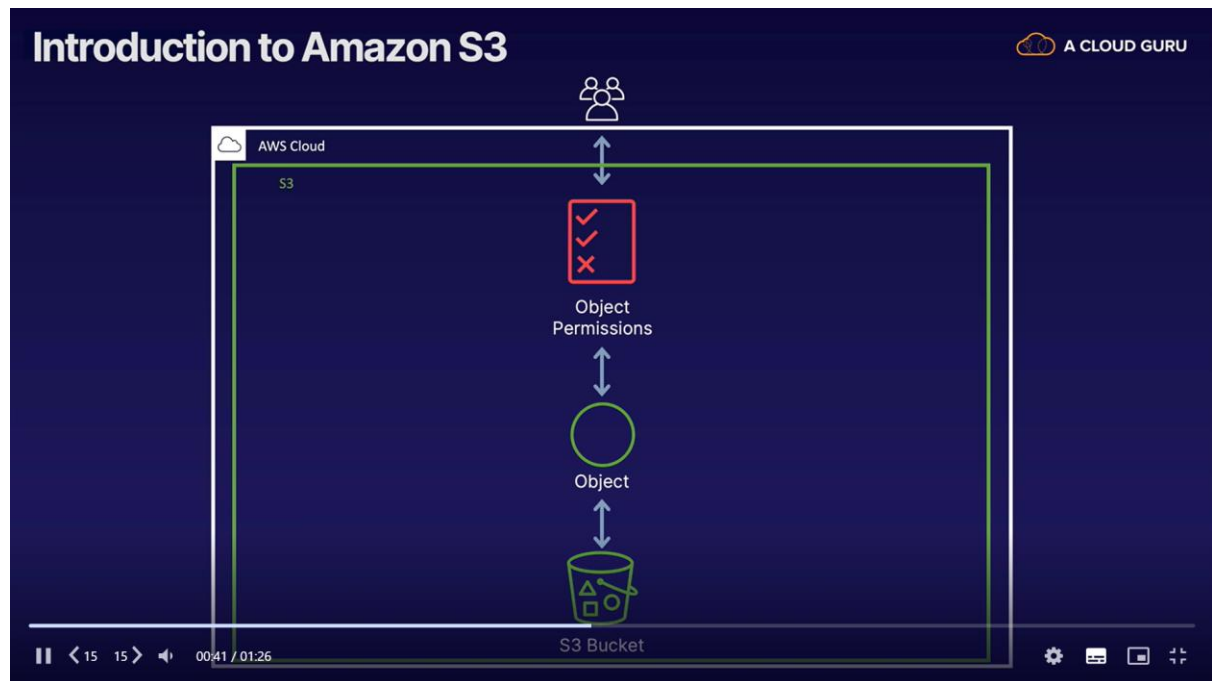 Introduction to Amazon S3
A CLOUD GURU
AWS Cloud
S3
Object
Permissions
Object
S3 Bucket
15 15 00:41 / 01:26